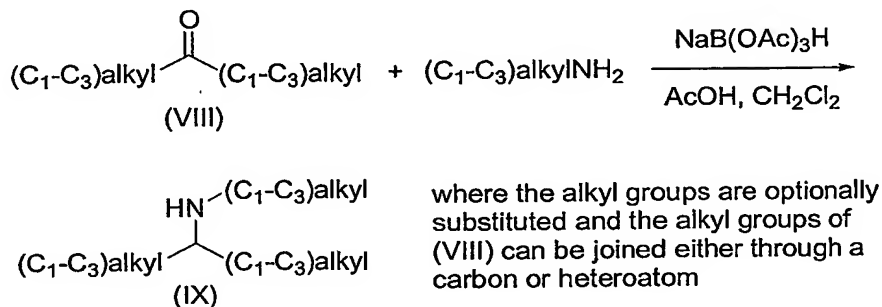 O
(C₁-C₃)alkyl (C₁-C₃)alkyl + (C₁-C₃)alkylNH₂ NaB(OAc)₃H
AcOH, CH₂Cl₂
(VIII)
HN (C₁-C₃)alkyl
(C₁-C₃)alkyl (C₁-C₃)alkyl
(IX)
where the alkyl groups are optionally
substituted and the alkyl groups of
(VIII) can be joined either through a
carbon or heteroatom